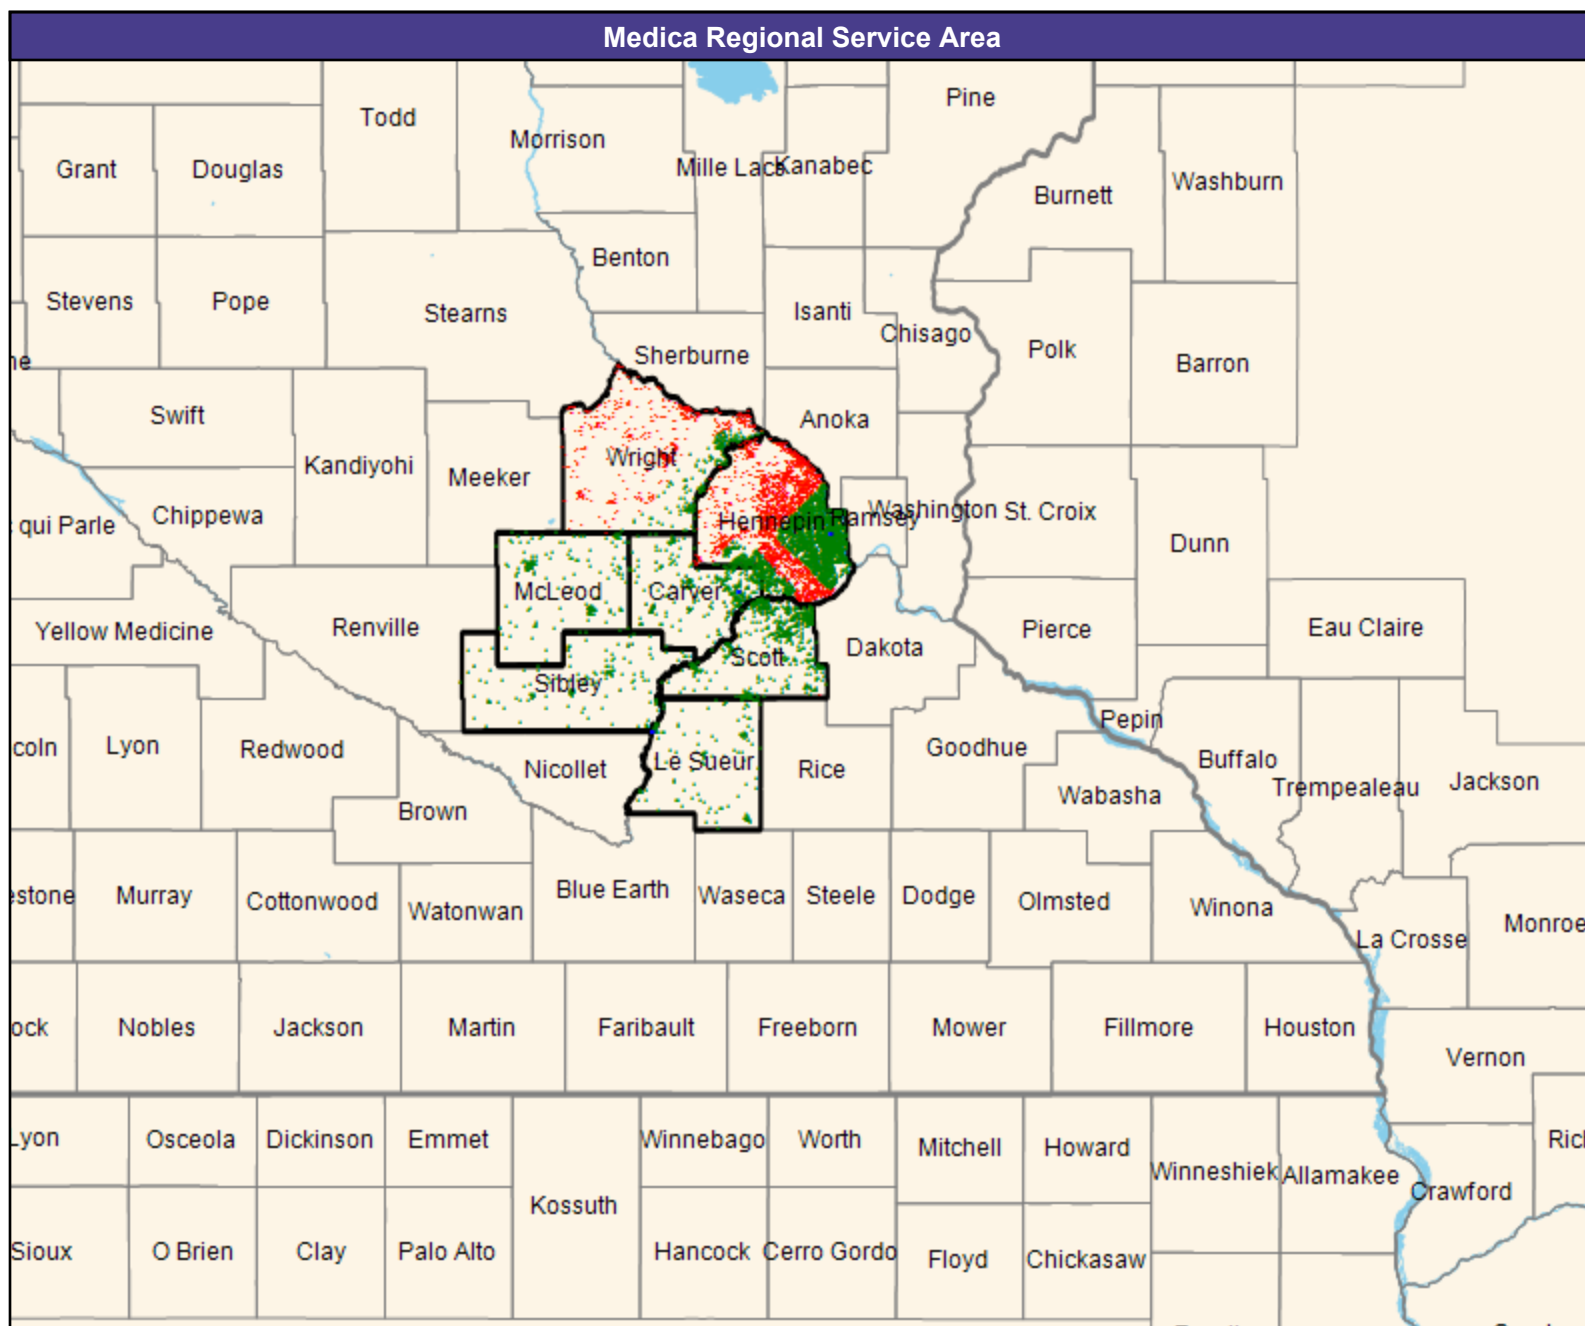 Medica Regional Service Area
Pine
Todd
Morrison
Grant
Douglas
Mille Lacs
Kanabec
Burnett
Washburn
Benton
Stevens
Pope
Stearns
Isanti
Chisago
Polk
Barron
Sherburne
ne
Swift
Anoka
Kandiyohi
Meeker
Wright
qui Parle
Chippewa
Hennepin
Ramsey
Washington
St. Croix
Dunn
McLeod
Carver
Yellow Medicine
Renville
Scott
Dakota
Pierce
Eau Claire
Sibley
coln
Lyon
Redwood
Nicollet
Le Sueur
Rice
Goodhue
Pepin
Buffalo
Trempealeau
Jackson
Brown
Wabasha
estone
Murray
Cottonwood
Watonwan
Blue Earth
Waseca
Steele
Dodge
Olmsted
Winona
La Crosse
Monroe
ock
Nobles
Jackson
Martin
Faribault
Freeborn
Mower
Fillmore
Houston
Vernon
Lyon
Osceola
Dickinson
Emmet
Winnebago
Worth
Mitchell
Howard
Winneshiek
Allamakee
Crawford
Rich
Kossuth
Sioux
O Brien
Clay
Palo Alto
Hancock
Cerro Gordo
Floyd
Chickasaw